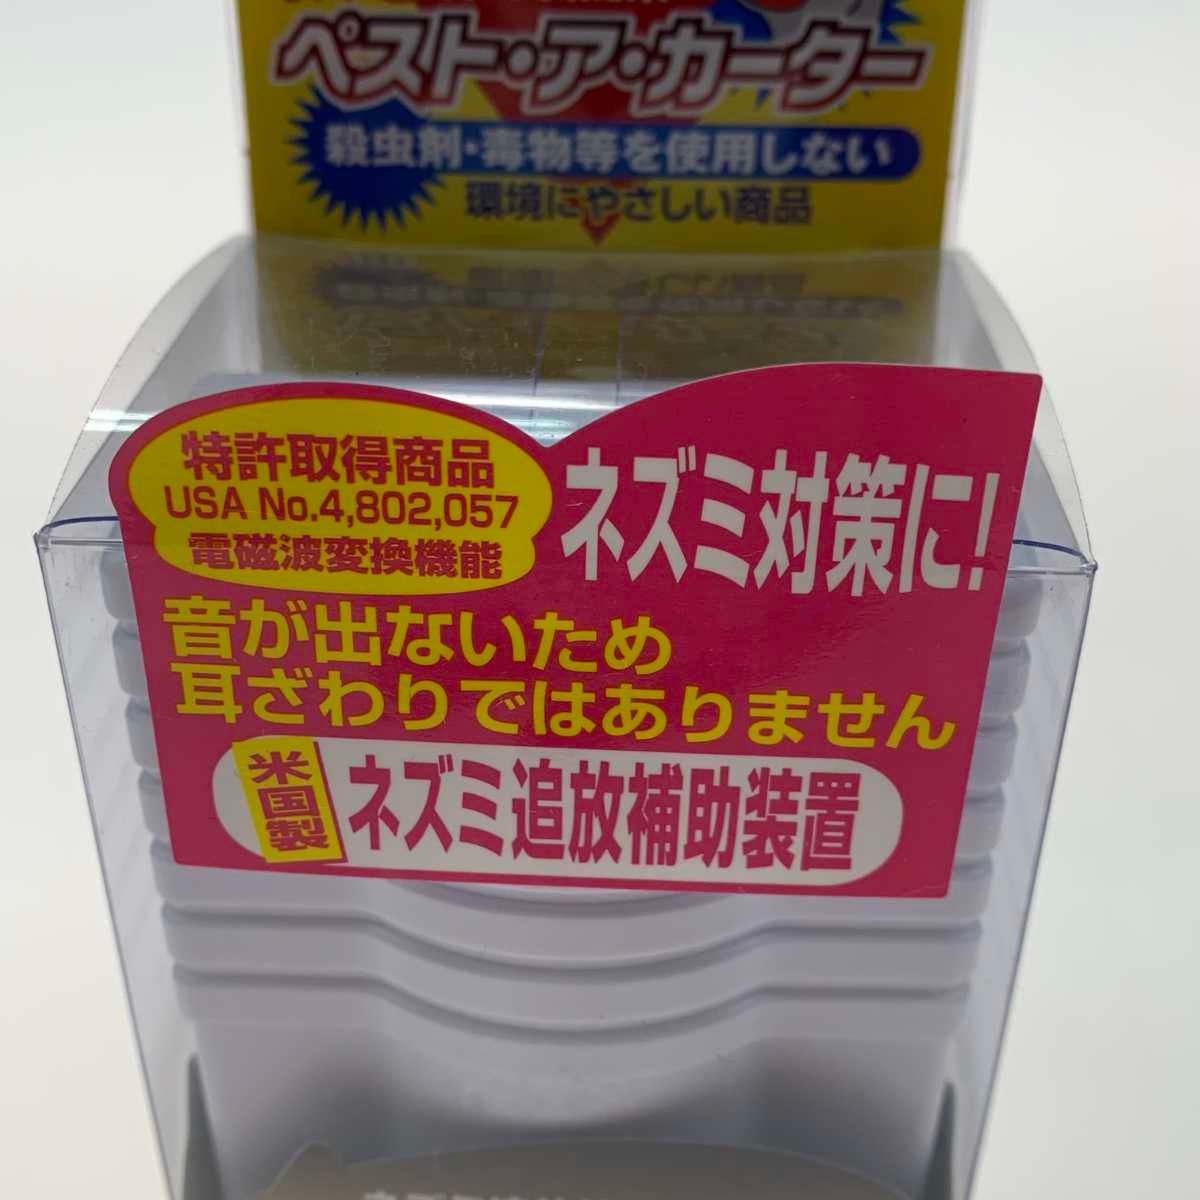 ペスト・ア・カーター
殺虫剤・毒物等を使用しない
環境にやさしい商品
特許取得商品
USA No.4,802,057
電磁波変換機能
ネズミ対策に!
音が出ないため
耳ざわりではありません
米国製
ネズミ追放補助装置